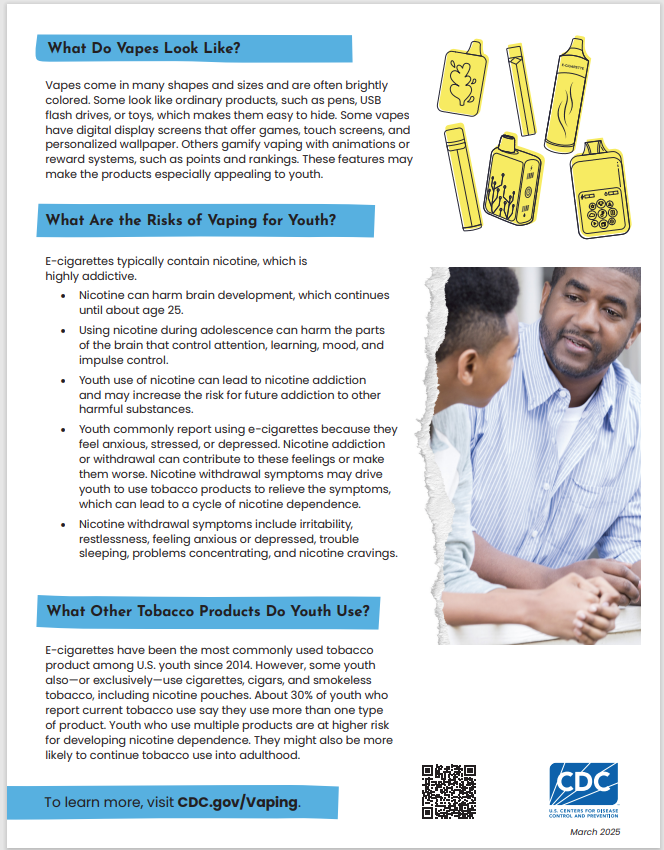 What Do Vapes Look Like?
Vapes come in many shapes and sizes and are often brightly
colored. Some look like ordinary products, such as pens, USB
flash drives, or toys, which makes them easy to hide. Some vapes
have digital display screens that offer games, touch screens, and
personalized wallpaper. Others gamify vaping with animations or
reward systems, such as points and rankings. These features may
make the products especially appealing to youth.
E-CIGARETTE
What Are the Risks of Vaping for Youth?
E-cigarettes typically contain nicotine, which is
highly addictive.
• Nicotine can harm brain development, which continues
until about age 25.
• Using nicotine during adolescence can harm the parts
of the brain that control attention, learning, mood, and
impulse control.
• Youth use of nicotine can lead to nicotine addiction
and may increase the risk for future addiction to other
harmful substances.
• Youth commonly report using e-cigarettes because they
feel anxious, stressed, or depressed. Nicotine addiction
or withdrawal can contribute to these feelings or make
them worse. Nicotine withdrawal symptoms may drive
youth to use tobacco products to relieve the symptoms,
which can lead to a cycle of nicotine dependence.
• Nicotine withdrawal symptoms include irritability,
restlessness, feeling anxious or depressed, trouble
sleeping, problems concentrating, and nicotine cravings.
What Other Tobacco Products Do Youth Use?
E-cigarettes have been the most commonly used tobacco
product among U.S. youth since 2014. However, some youth
also—or exclusively—use cigarettes, cigars, and smokeless
tobacco, including nicotine pouches. About 30% of youth who
report current tobacco use say they use more than one type
of product. Youth who use multiple products are at higher risk
for developing nicotine dependence. They might also be more
likely to continue tobacco use into adulthood.
To learn more, visit CDC.gov/Vaping.
CDC
U.S. CENTERS FOR DISEASE
CONTROL AND PREVENTION
March 2025